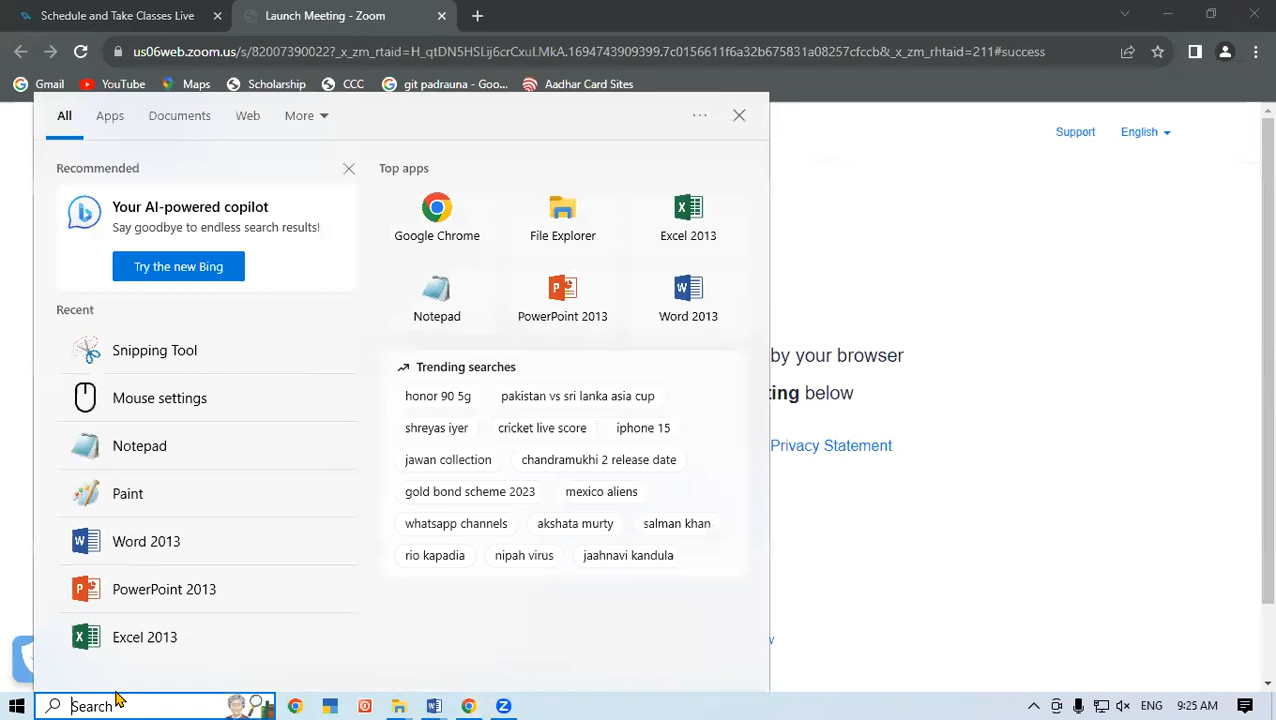 Schedule and Take Classes Live
Launch Meeting - Zoom
us06web.zoom.us/s/82007390022?_x_zm_rtaid=H_qtDN5HSLij6crCxuLMkA.1694743909399.7c0156611f6a32b675831a08257cfccb&_x_zm_rhtaid=211#success
Gmail YouTube Maps Scholarship CCC git padrauna - Goo... Aadhar Card Sites
All Apps Documents Web More
Support English
Recommended
Your AI-powered copilot
Say goodbye to endless search results!
Try the new Bing
Recent
Snipping Tool
Mouse settings
Notepad
Paint
Word 2013
PowerPoint 2013
Excel 2013
Top apps
Google Chrome File Explorer Excel 2013
Notepad PowerPoint 2013 Word 2013
Trending searches
honor 90 5g pakistan vs sri lanka asia cup
shreyas iyer cricket live score iphone 15
jawan collection chandramukhi 2 release date
gold bond scheme 2023 mexico aliens
whatsapp channels akshata murty salman khan
rio kapadia nipah virus jaahnavi kandula
by your browser
ting below
Privacy Statement
Search
ENG 9:25 AM